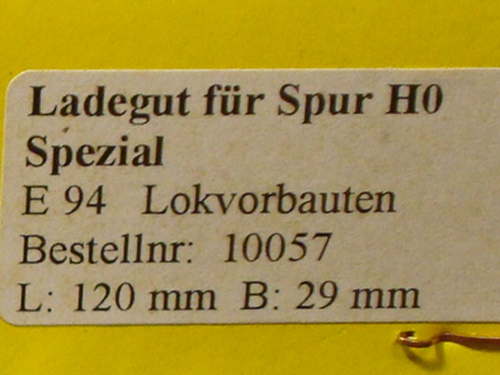 Ladegut für Spur H0
Spezial
E 94 Lokvorbauten
Bestellnr: 10057
L: 120 mm B: 29 mm